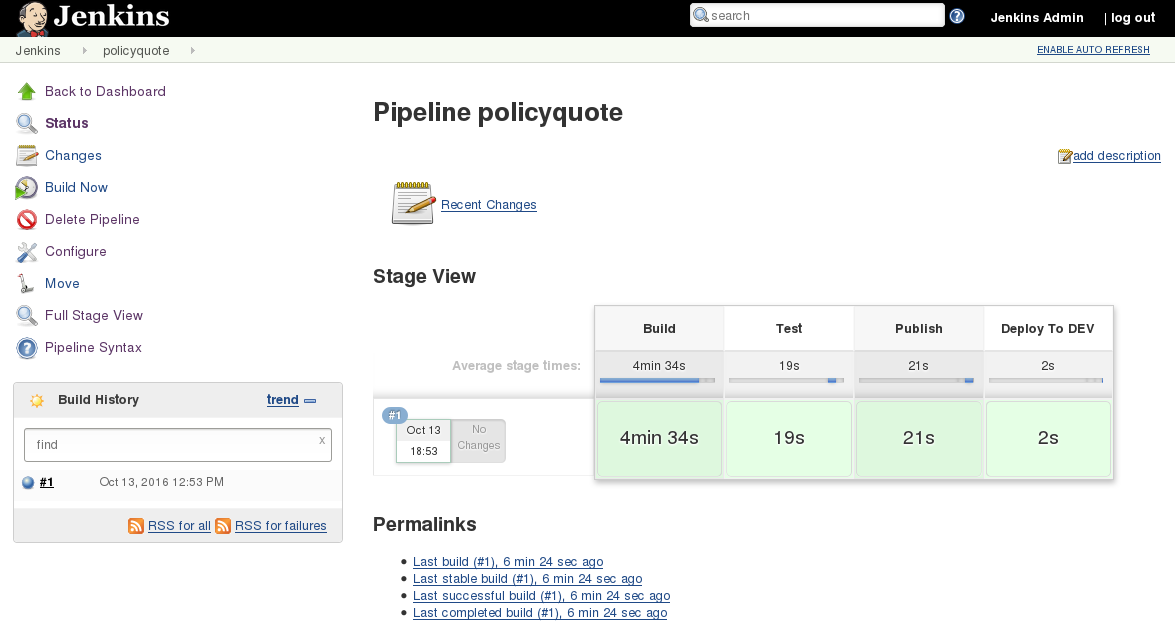 Jenkins
search
Jenkins Admin | log out
Jenkins policyquote
ENABLE AUTO REFRESH
Back to Dashboard
Status
Changes
Build Now
Delete Pipeline
Configure
Move
Full Stage View
Pipeline Syntax
Build History
trend
find
x
#1 Oct 13, 2016 12:53 PM
RSS for all RSS for failures
Pipeline policyquote
add description
Recent Changes
Stage View
Build Test Publish Deploy To DEV
Average stage times: 4min 34s 19s 21s 2s
#1
Oct 13
18:53
No
Changes
4min 34s 19s 21s 2s
Permalinks
Last build (#1), 6 min 24 sec ago
Last stable build (#1), 6 min 24 sec ago
Last successful build (#1), 6 min 24 sec ago
Last completed build (#1), 6 min 24 sec ago